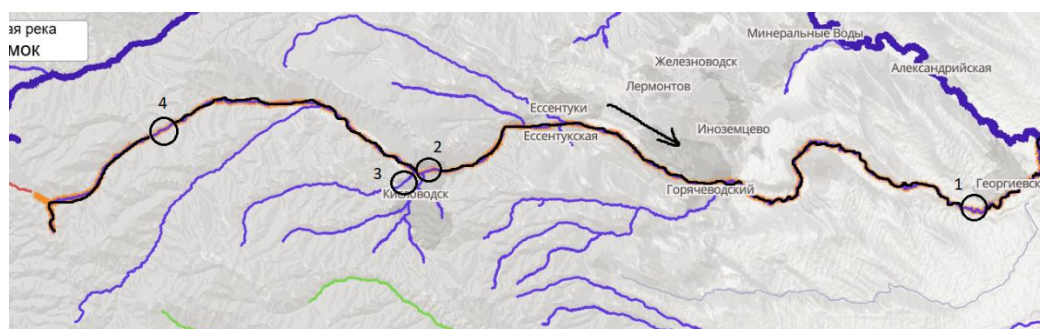 ая река
МОК
Минеральные Воды
Железноводск
Александрийская
Лермонтов
Ессентуки
Ессентукская
Иноземцево
4
2
3
Кисловодск
Горячеводский
1
Георгиевск